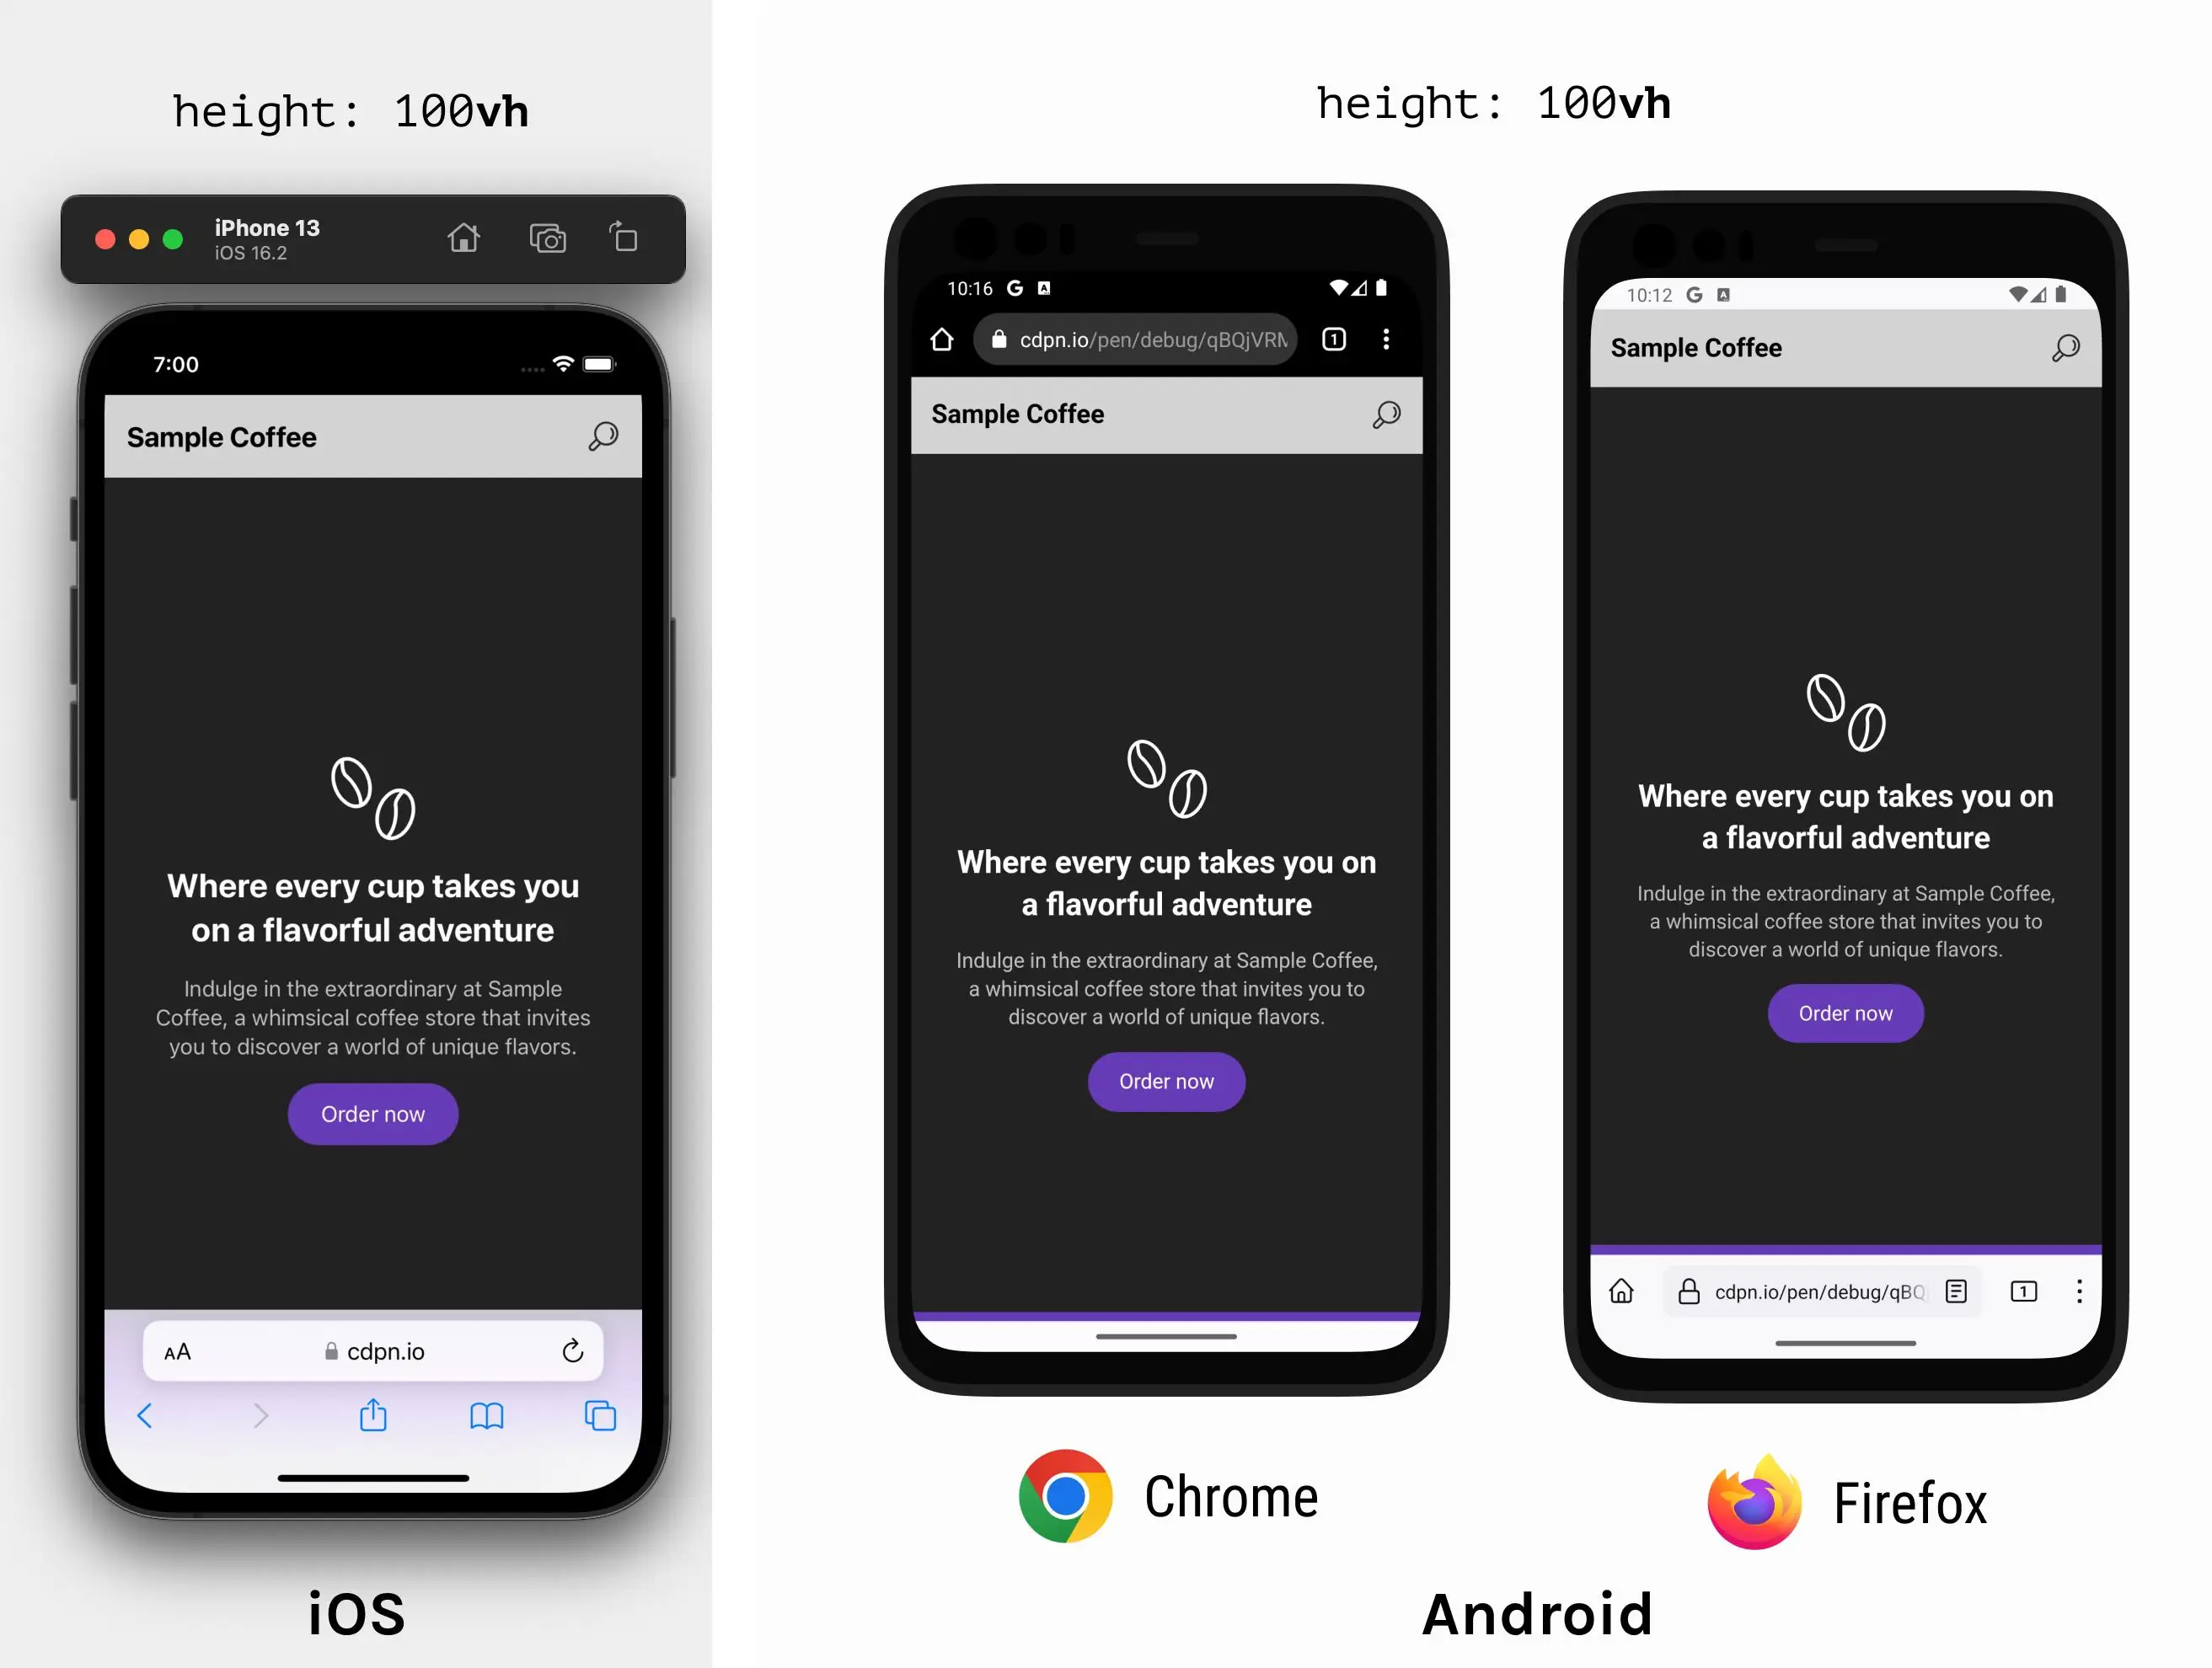 height: 100vh
iPhone 13
iOS 16.2
7:00
Sample Coffee
Where every cup takes you
on a flavorful adventure
Indulge in the extraordinary at Sample
Coffee, a whimsical coffee store that invites
you to discover a world of unique flavors.
Order now
AA
cdpn.io
iOS
height: 100vh
10:16
cdpn.io/pen/debug/qBQjVRM
1
Sample Coffee
Where every cup takes you on
a flavorful adventure
Indulge in the extraordinary at Sample Coffee,
a whimsical coffee store that invites you to
discover a world of unique flavors.
Order now
Chrome
10:12
Sample Coffee
Where every cup takes you on
a flavorful adventure
Indulge in the extraordinary at Sample Coffee,
a whimsical coffee store that invites you to
discover a world of unique flavors.
Order now
cdpn.io/pen/debug/qBQ
1
Firefox
Android